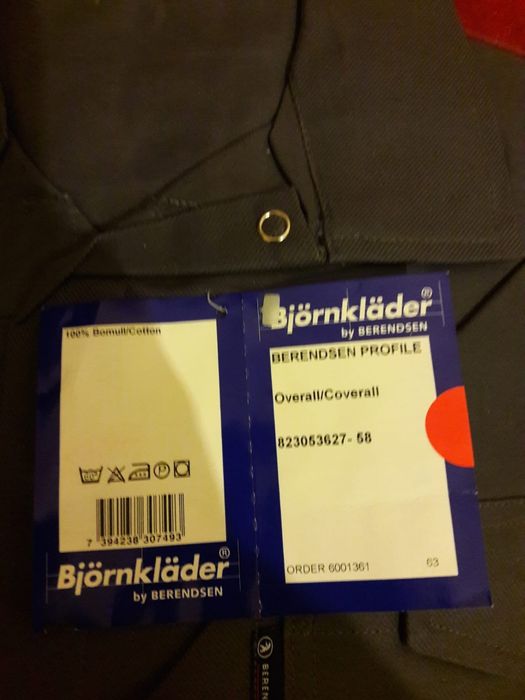 100% Bomull/Cotton
7 394238 307493
Björnkläder®
by BERENDSEN
Björnkläder®
by BERENDSEN
BERENDSEN PROFILE
Overall/Coverall
823053627- 58
ORDER 6001361 63
BEREN